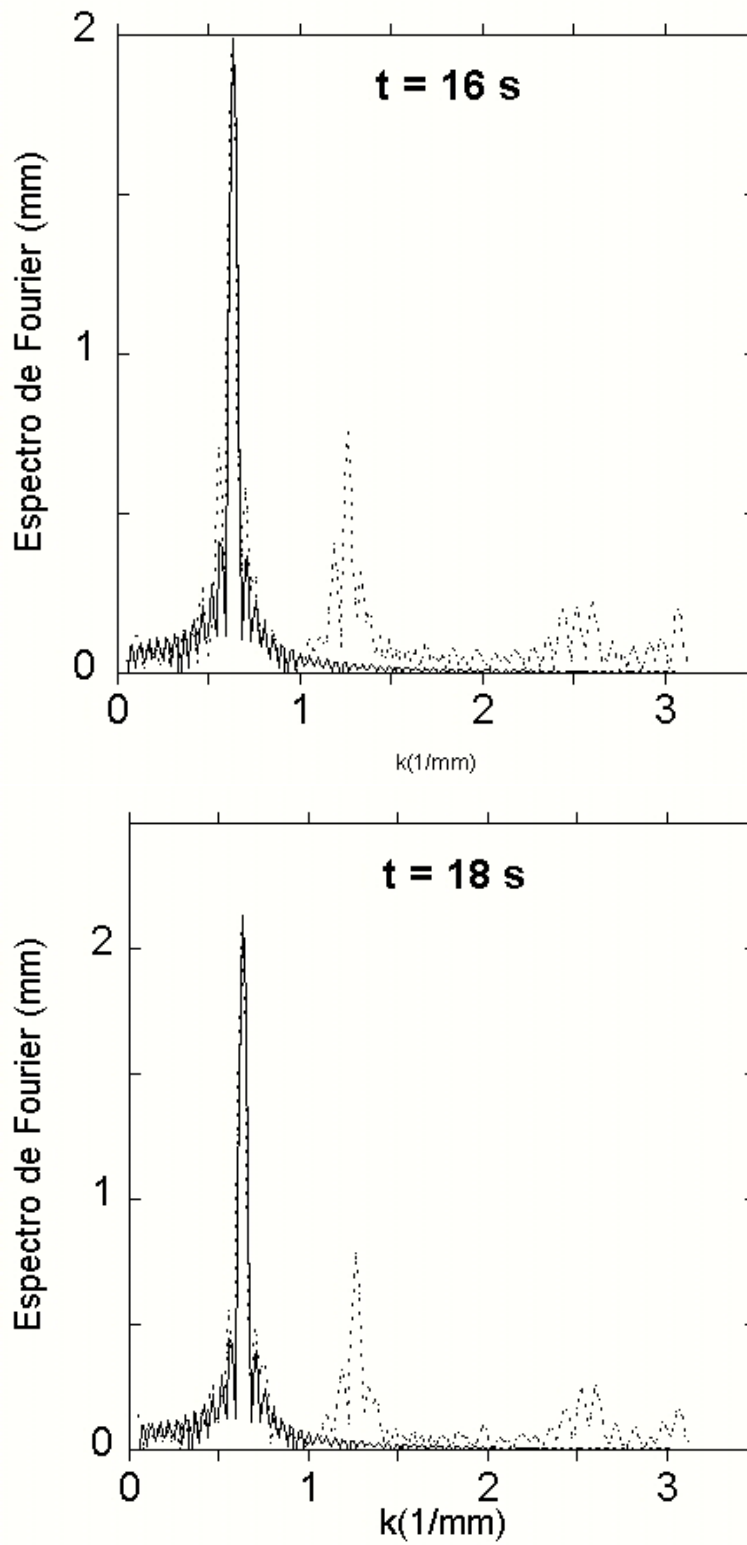 2
t = 16 s
Espectro de Fourier (mm)
1
0
0 1 2 3
k(1/mm)
t = 18 s
2
Espectro de Fourier (mm)
1
0
0 1 2 3
k(1/mm)